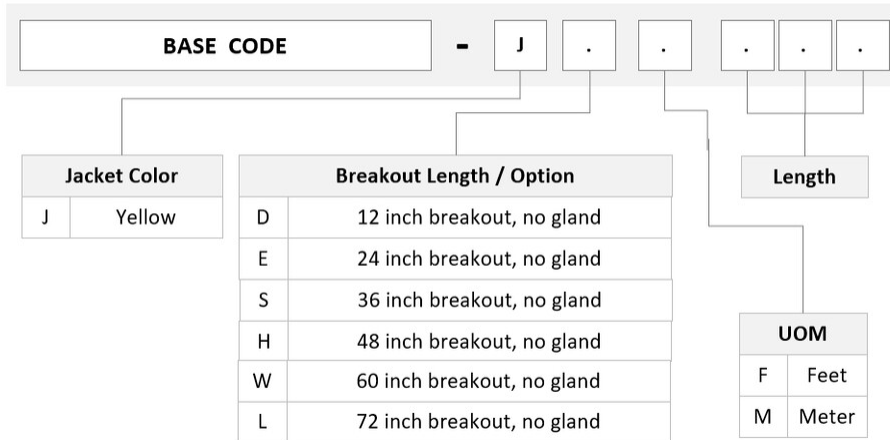 BASE CODE - J . . . . .
Jacket Color
J Yellow
Breakout Length / Option
D 12 inch breakout, no gland
E 24 inch breakout, no gland
S 36 inch breakout, no gland
H 48 inch breakout, no gland
W 60 inch breakout, no gland
L 72 inch breakout, no gland
Length
UOM
F Feet
M Meter